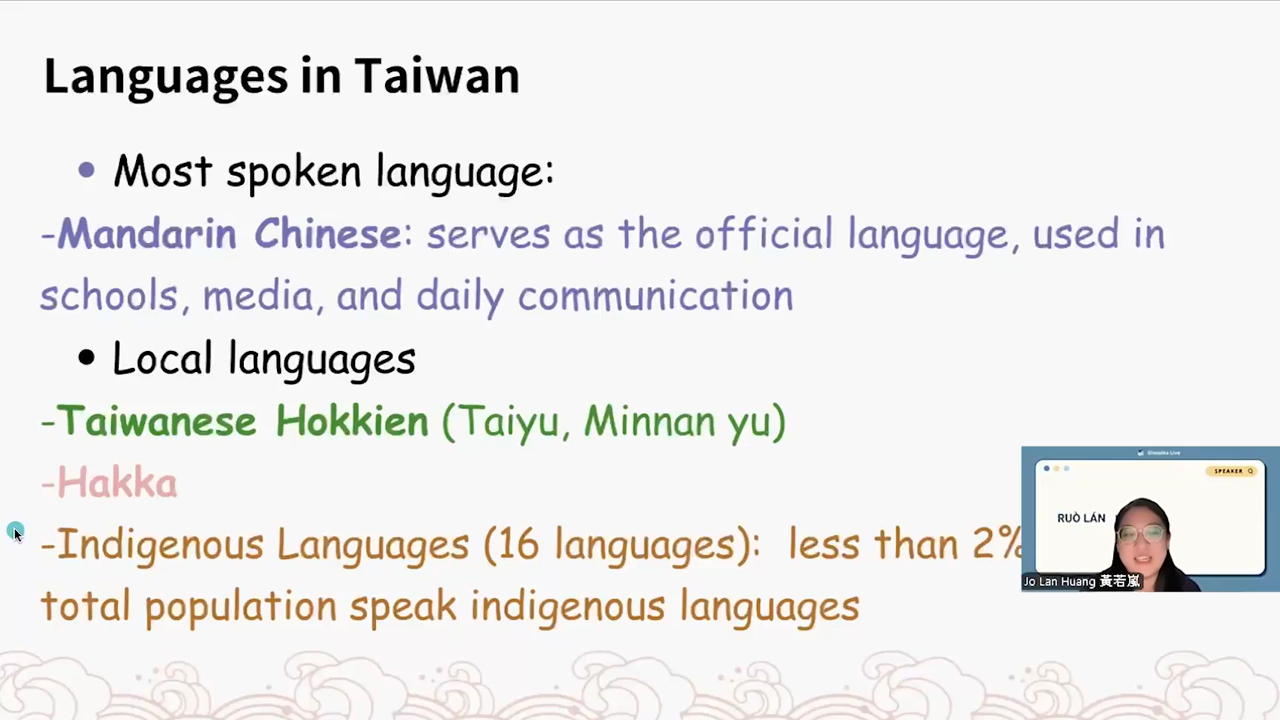 Languages in Taiwan
• Most spoken language:
-Mandarin Chinese: serves as the official language, used in
schools, media, and daily communication
• Local languages
-Taiwanese Hokkien (Taiyu, Minnan yu)
-Hakka
-Indigenous Languages (16 languages): less than 2%
total population speak indigenous languages
SPEAKER
RUÒ LÁN
Jo Lan Huang 黃若嵐